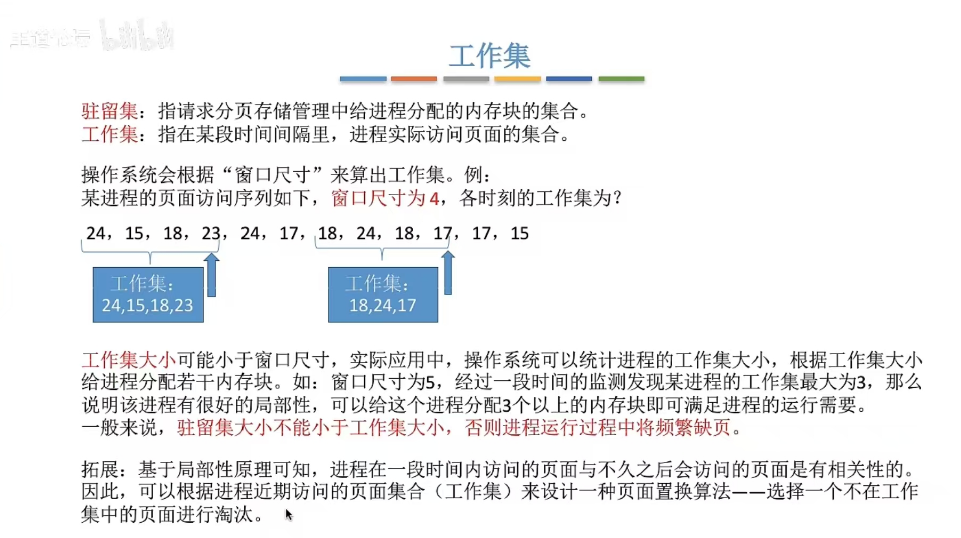 bilibili
工作集
驻留集：指请求分页存储管理中给进程分配的内存块的集合。
工作集：指在某段时间间隔里，进程实际访问页面的集合。
操作系统会根据“窗口尺寸”来算出工作集。例：
某进程的页面访问序列如下，窗口尺寸为 4，各时刻的工作集为？
24，15，18，23，24，17，18，24，18，17，17，15
工作集：
24,15,18,23
工作集：
18,24,17
工作集大小可能小于窗口尺寸，实际应用中，操作系统可以统计进程的工作集大小，根据工作集大小
给进程分配若干内存块。如：窗口尺寸为5，经过一段时间的监测发现某进程的工作集最大为3，那么
说明该进程有很好的局部性，可以给这个进程分配3个以上的内存块即可满足进程的运行需要。
一般来说，驻留集大小不能小于工作集大小，否则进程运行过程中将频繁缺页。
拓展：基于局部性原理可知，进程在一段时间内访问的页面与不久之后会访问的页面是有相关性的。
因此，可以根据进程近期访问的页面集合（工作集）来设计一种页面置换算法——选择一个不在工作
集中的页面进行淘汰。